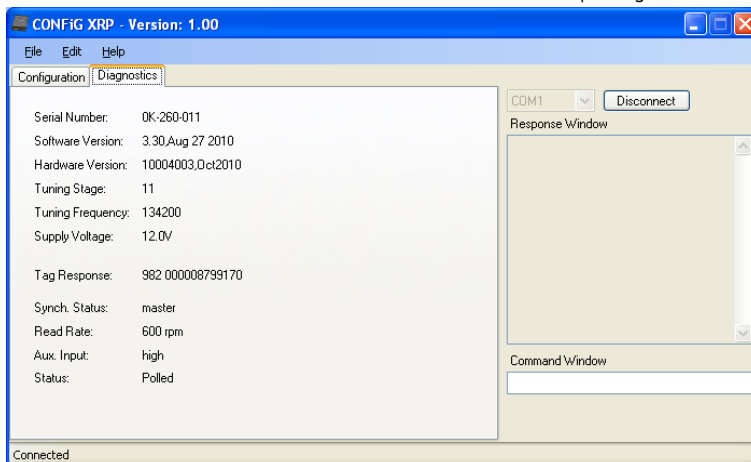 CONFiG XRP - Version: 1.00
File Edit Help
Configuration Diagnostics
Serial Number: 0K-260-011
Software Version: 3.30,Aug 27 2010
Hardware Version: 10004003,Oct2010
Tuning Stage: 11
Tuning Frequency: 134200
Supply Voltage: 12.0V
Tag Response: 982 000008799170
Synch. Status: master
Read Rate: 600 rpm
Aux. Input: high
Status: Polled
COM1 Disconnect
Response Window
Command Window
Connected